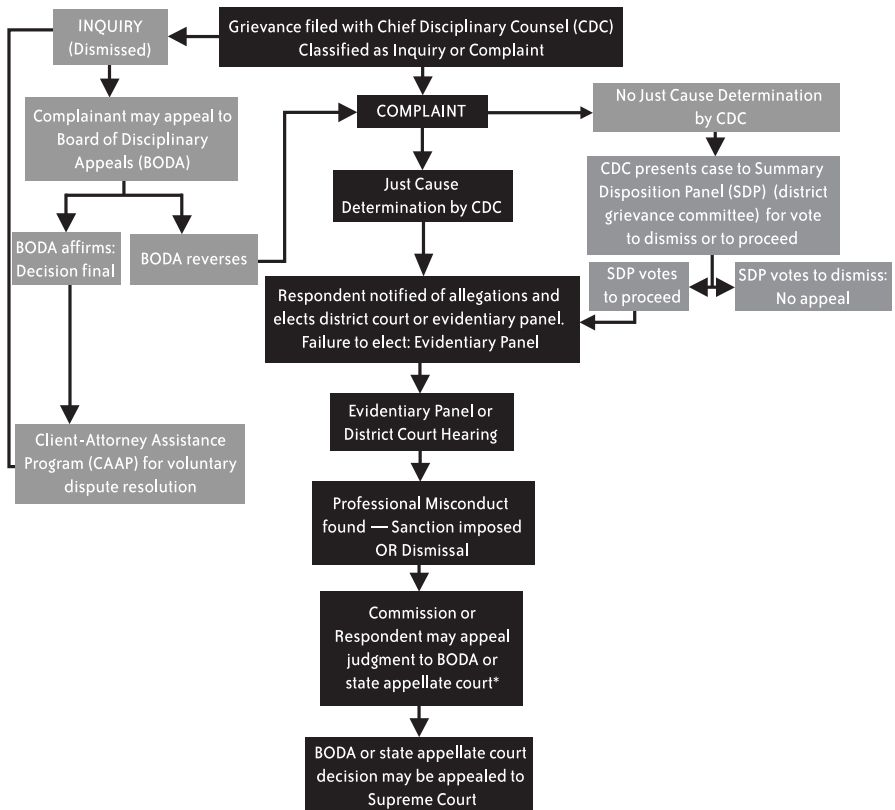 INQUIRY
(Dismissed)
Grievance filed with Chief Disciplinary Counsel (CDC)
Classified as Inquiry or Complaint
Complainant may appeal to
Board of Disciplinary
Appeals (BODA)
COMPLAINT
No Just Cause Determination
by CDC
Just Cause
Determination by CDC
CDC presents case to Summary
Disposition Panel (SDP) (district
grievance committee) for vote
to dismiss or to proceed
BODA affirms:
Decision final
BODA reverses
SDP votes
to proceed
SDP votes to dismiss:
No appeal
Respondent notified of allegations and
elects district court or evidentiary panel.
Failure to elect: Evidentiary Panel
Evidentiary Panel or
District Court Hearing
Client-Attorney Assistance
Program (CAAP) for voluntary
dispute resolution
Professional Misconduct
found — Sanction imposed
OR Dismissal
Commission or
Respondent may appeal
judgment to BODA or
state appellate court*
BODA or state appellate court
decision may be appealed to
Supreme Court